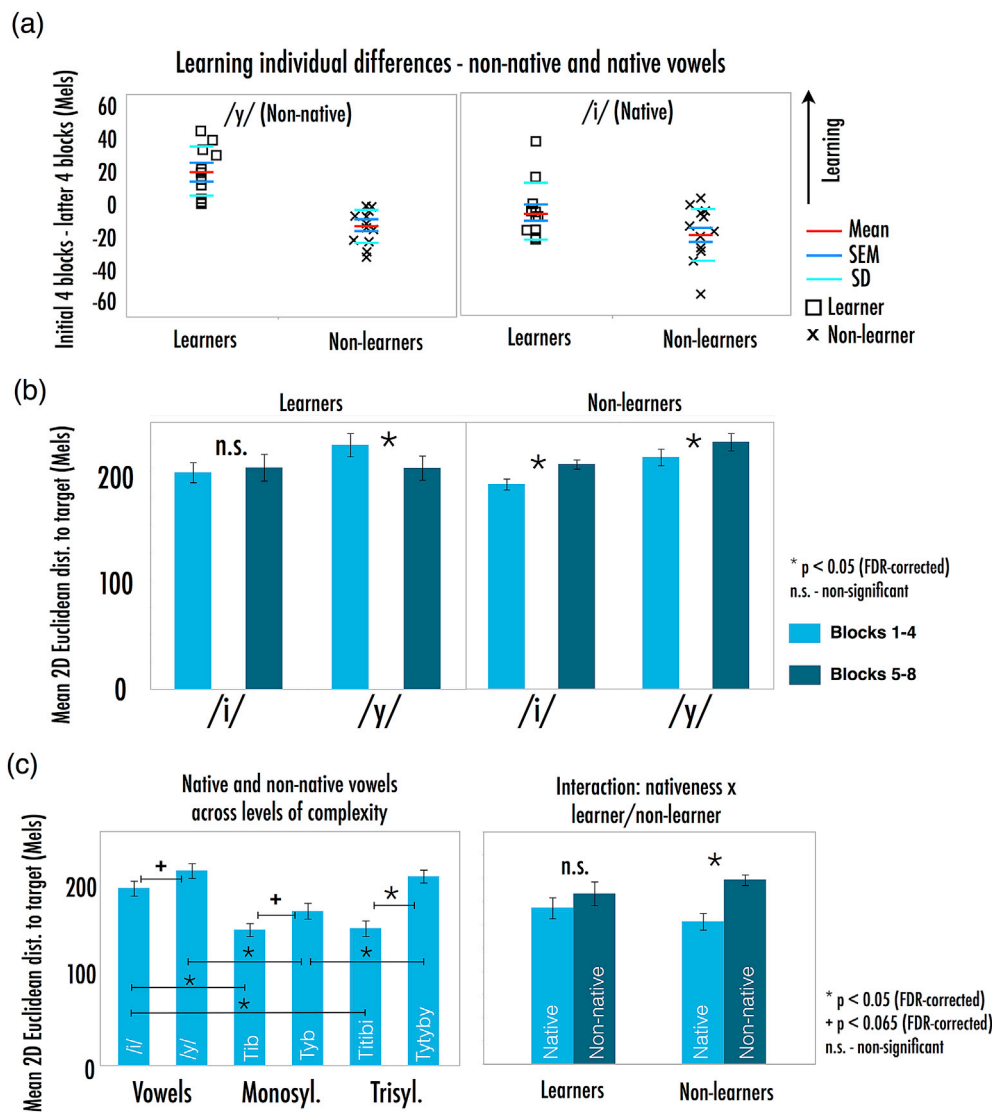 (a)
Learning individual differences - non-native and native vowels
Initial 4 blocks - latter 4 blocks (Mels)
60
40
20
0
-20
-40
-60
/y/ (Non-native)
/i/ (Native)
Learners
Non-learners
Learners
Non-learners
Learning
Mean
SEM
SD
Learner
Non-learner
(b)
Learners
Non-learners
Mean 2D Euclidean dist. to target (Mels)
200
100
0
n.s.
*
*
*
/i/
/y/
/i/
/y/
* p < 0.05 (FDR-corrected)
n.s. - non-significant
Blocks 1-4
Blocks 5-8
(c)
Native and non-native vowels
across levels of complexity
Mean 2D Euclidean dist. to target (Mels)
200
100
0
+
+
*
*
*
*
*
/i/
/y/
Tib
Tyb
Titibi
Tytyby
Vowels
Monosyl.
Trisyl.
Interaction: nativeness x
learner/non-learner
n.s.
*
Native
Non-native
Native
Non-native
Learners
Non-learners
* p < 0.05 (FDR-corrected)
+ p < 0.065 (FDR-corrected)
n.s. - non-significant